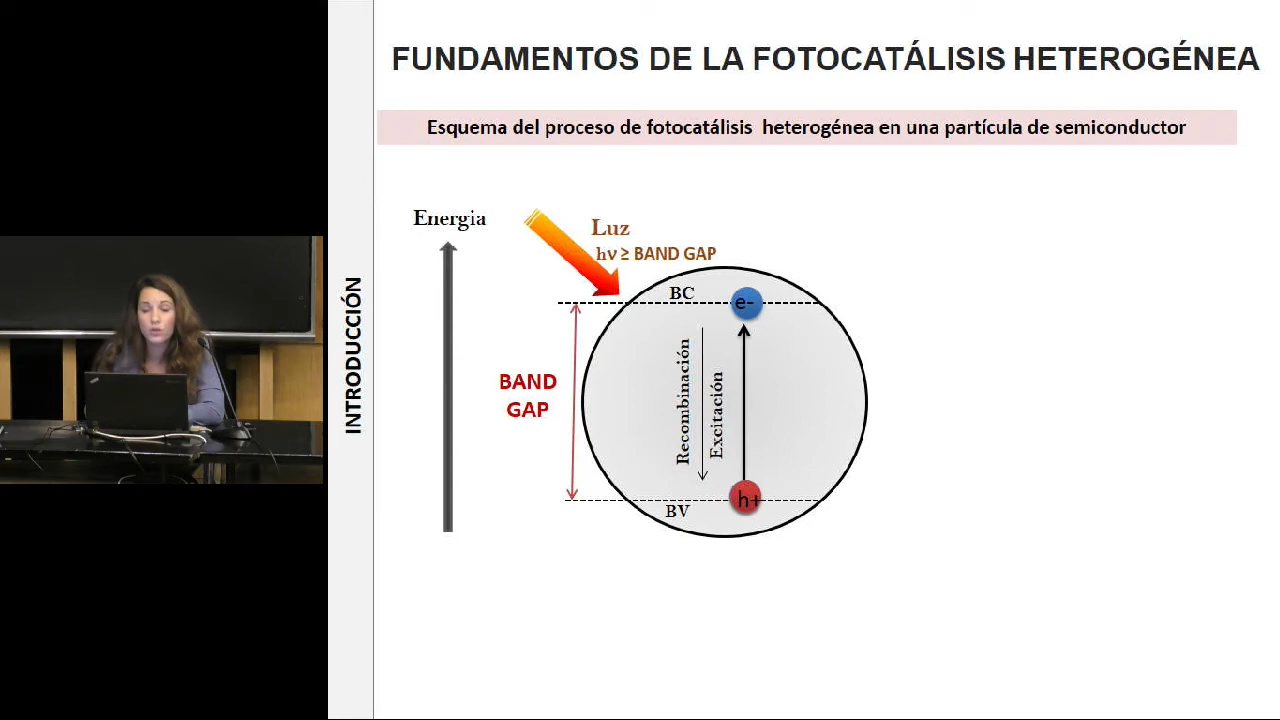 FUNDAMENTOS DE LA FOTOCATÁLISIS HETEROGÉNEA
Esquema del proceso de fotocatálisis heterogénea en una partícula de semiconductor
INTRODUCCIÓN
Energia
Luz
hν ≥ BAND GAP
BC
e-
BAND
GAP
Recombinación
Excitación
h+
BV